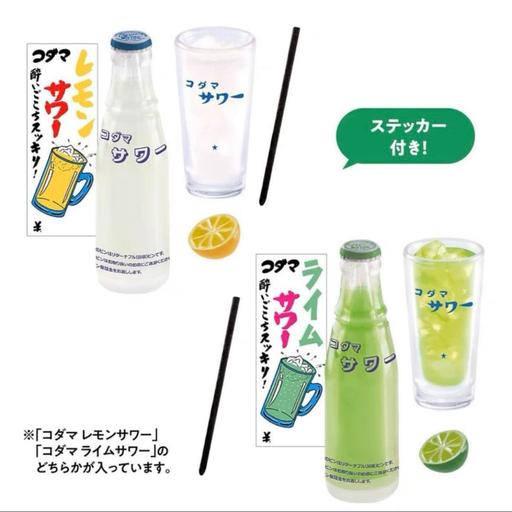 コダマ
レモン
サワー
酔いごこちスッキリ!
¥
コダマ
サワー
コダマ
サワー
ステッカー
付き!
コダマ
ライム
サワー
酔いごこちスッキリ!
¥
コダマ
サワー
コダマ
サワー
※「コダマ レモンサワー」
「コダマ ライムサワー」の
どちらかが入っています。